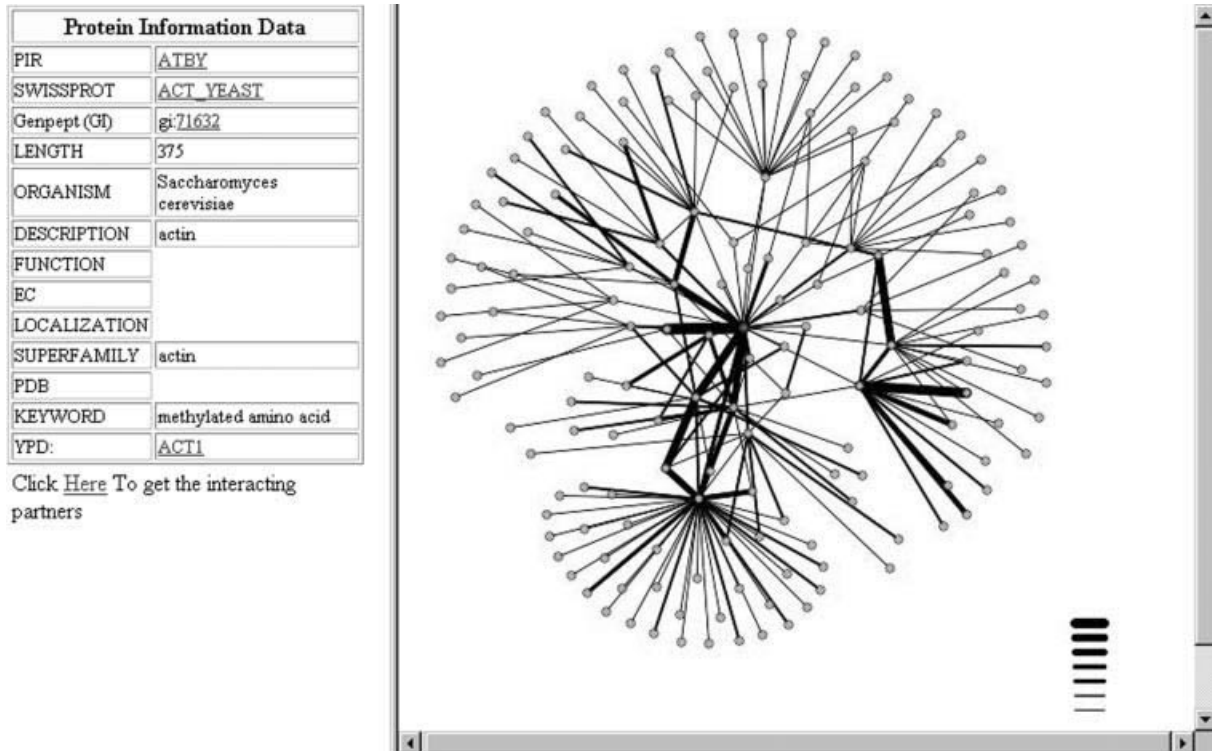 Protein Information Data
PIR ATBY
SWISSPROT ACT_YEAST
Genpept (GI) gi:71632
LENGTH 375
ORGANISM Saccharomyces
cerevisiae
DESCRIPTION actin
FUNCTION
EC
LOCALIZATION
SUPERFAMILY actin
PDB
KEYWORD methylated amino acid
YPD: ACT1
Click Here To get the interacting
partners